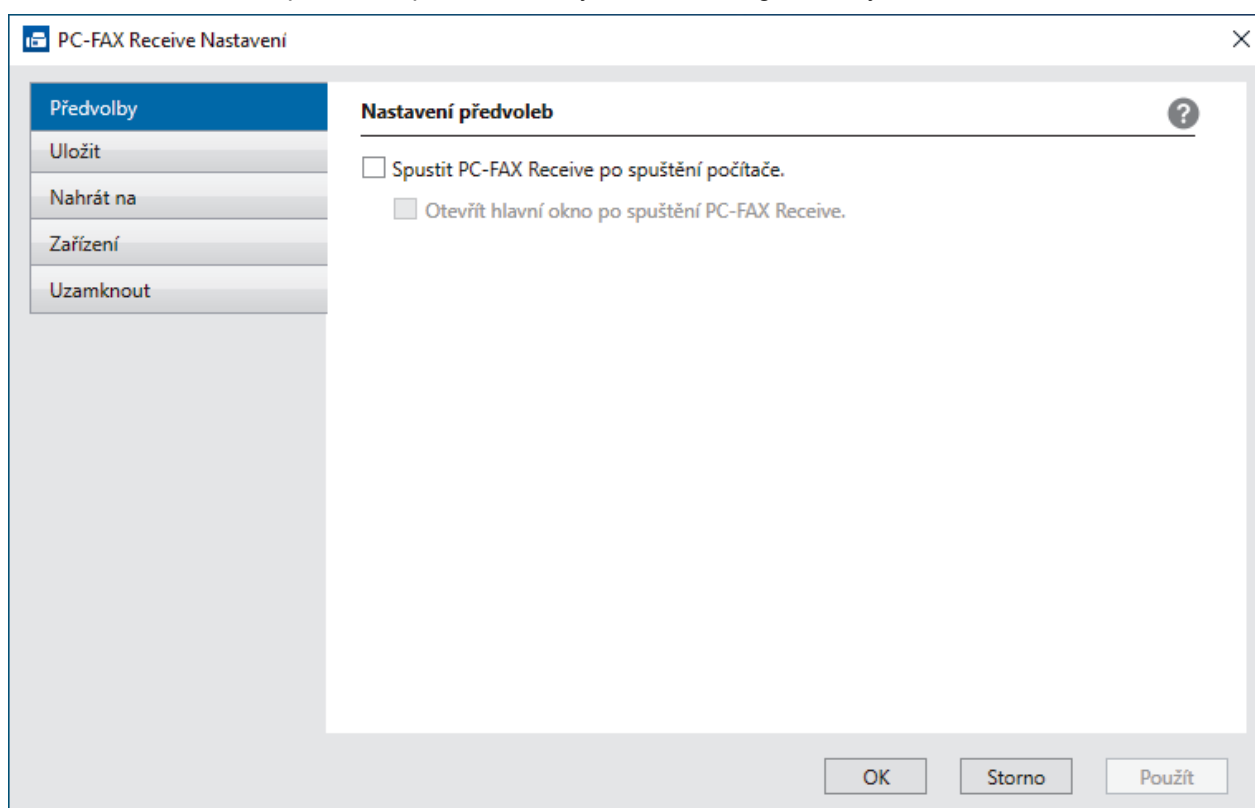 PC-FAX Receive Nastavení
Předvolby
Uložit
Nahrát na
Zařízení
Uzamknout
Nastavení předvoleb
?
Spustit PC-FAX Receive po spuštění počítače.
Otevřít hlavní okno po spuštění PC-FAX Receive.
OK
Storno
Použít